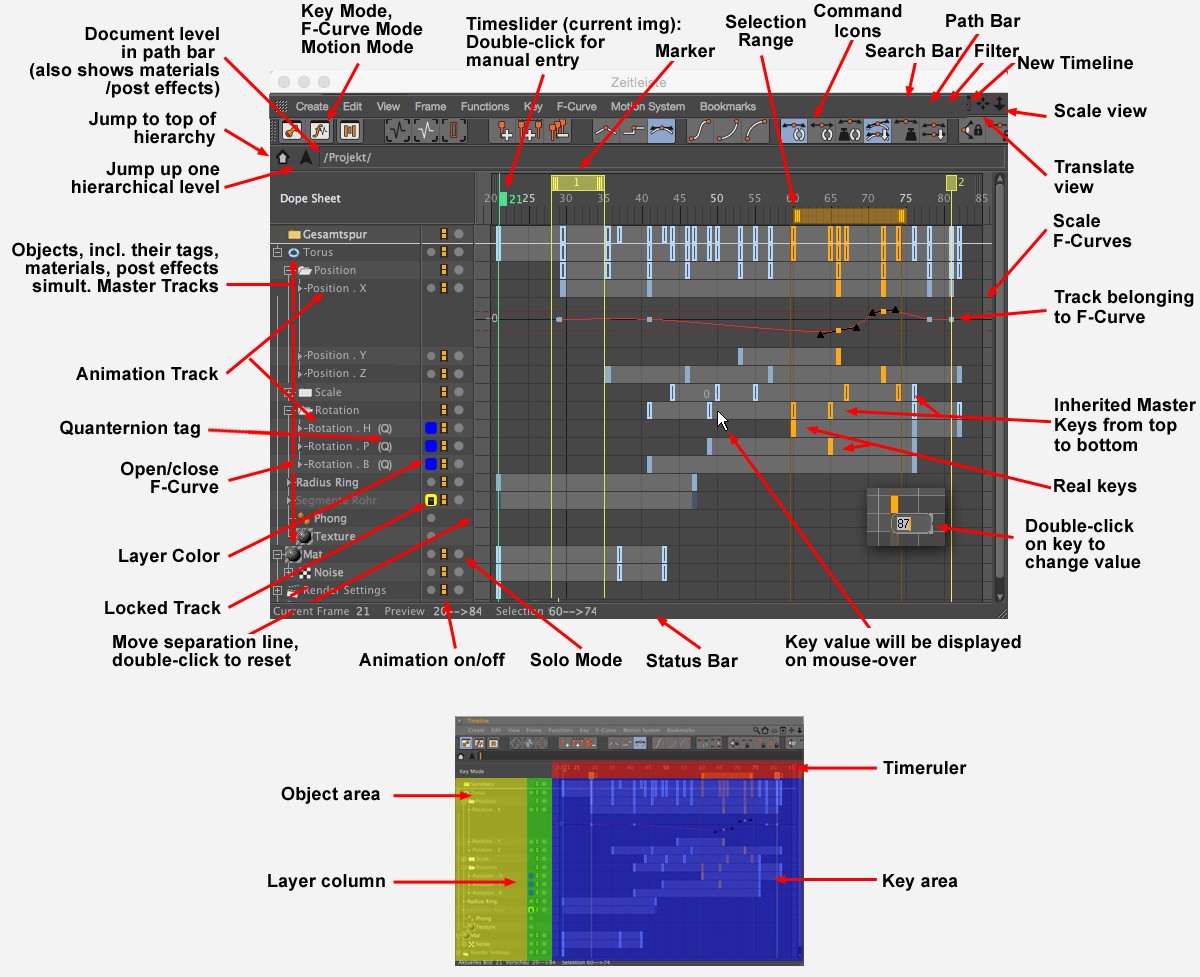 Document level
in path bar
(also shows materials
/post effects)
Key Mode,
F-Curve Mode
Motion Mode
Timeslider (current img):
Double-click for
manual entry
Marker
Selection
Range
Command
Icons
Search Bar
Path Bar
Filter
New Timeline
Scale view
Translate
view
Jump to top of
hierarchy
Jump up one
hierarchical level
Zeitleiste
Create Edit View Frame Functions Key F-Curve Motion System Bookmarks
/Projekt/
Dope Sheet
1
2
20 21 25 30 35 40 45 50 55 60 65 70 75 80 85
Gesamtspur
Torus
Position
Position . X
0
Position . Y
Position . Z
Scale
0
Rotation
Rotation . H (Q)
Rotation . P (Q)
Rotation . B (Q)
Radius Ring
Segmente Rohr
Phong
Texture
Mat
Noise
Render Settings
87
Current Frame 21 Preview 20-->84 Selection 60-->74
Objects, incl. their tags,
materials, post effects
simult. Master Tracks
Animation Track
Quanternion tag
Open/close
F-Curve
Layer Color
Locked Track
Move separation line,
double-click to reset
Animation on/off
Solo Mode
Status Bar
Key value will be displayed
on mouse-over
Scale
F-Curves
Track belonging
to F-Curve
Inherited Master
Keys from top
to bottom
Real keys
Double-click
on key to
change value
Timeline
Create Edit View Frame Functions Key F-Curve Motion System Bookmarks
Key Mode
Summary
Torus
Position
Position . X
Position . Y
Position . Z
Scale
Rotation
Radius Ring
Phong
Texture
Mat
Noise
Render Settings
Aktuelles Bild 21 Vorschau 20-->84 Selektion 60-->74
Object area
Layer column
Timeruler
Key area